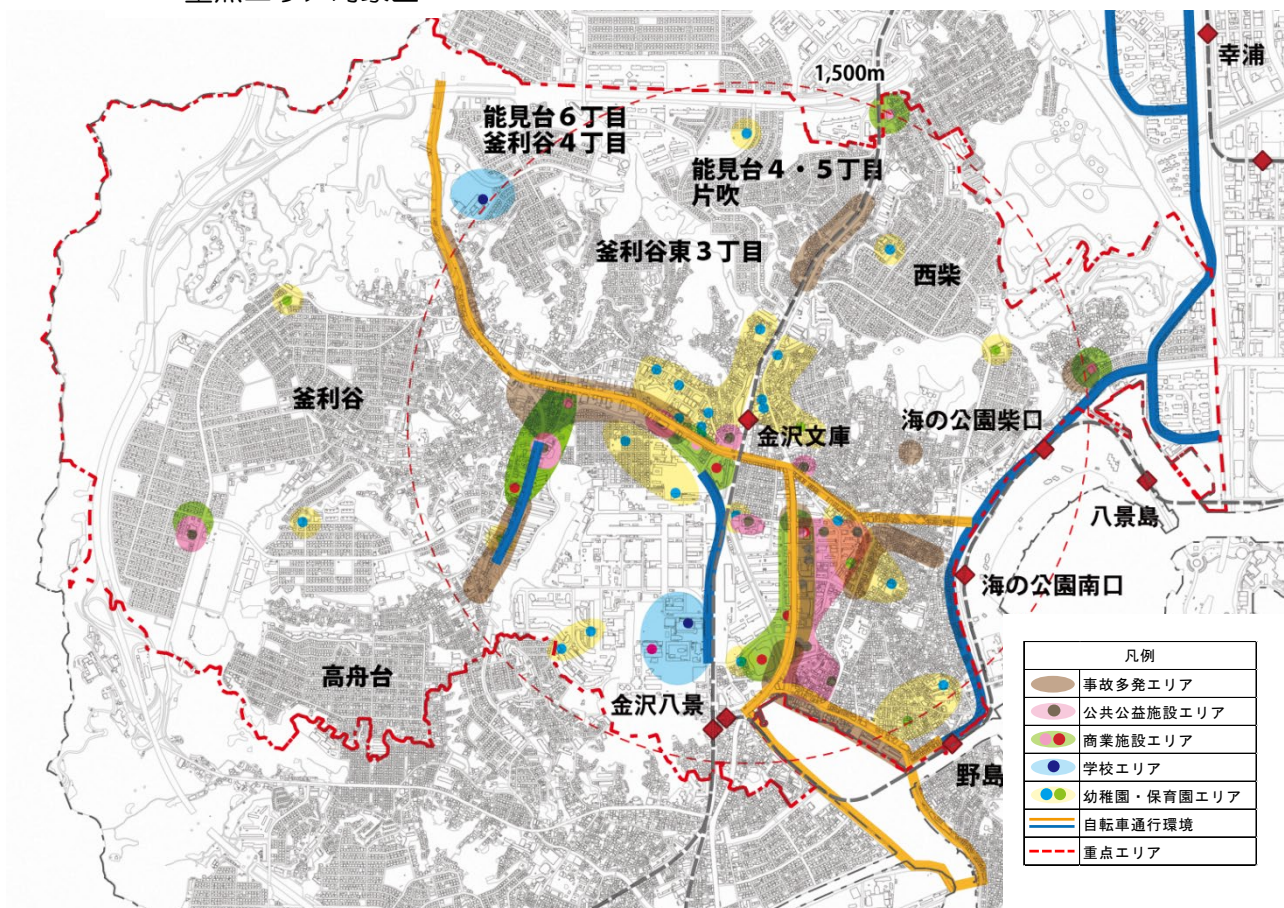 幸浦
1,500m
能見台6丁目
釜利谷4丁目
能見台4・5丁目
片吹
釜利谷東3丁目
西柴
釜利谷
金沢文庫
海の公園柴口
八景島
海の公園南口
高舟台
金沢八景
野島
凡例
事故多発エリア
公共公益施設エリア
商業施設エリア
学校エリア
幼稚園・保育園エリア
自転車通行環境
重点エリア